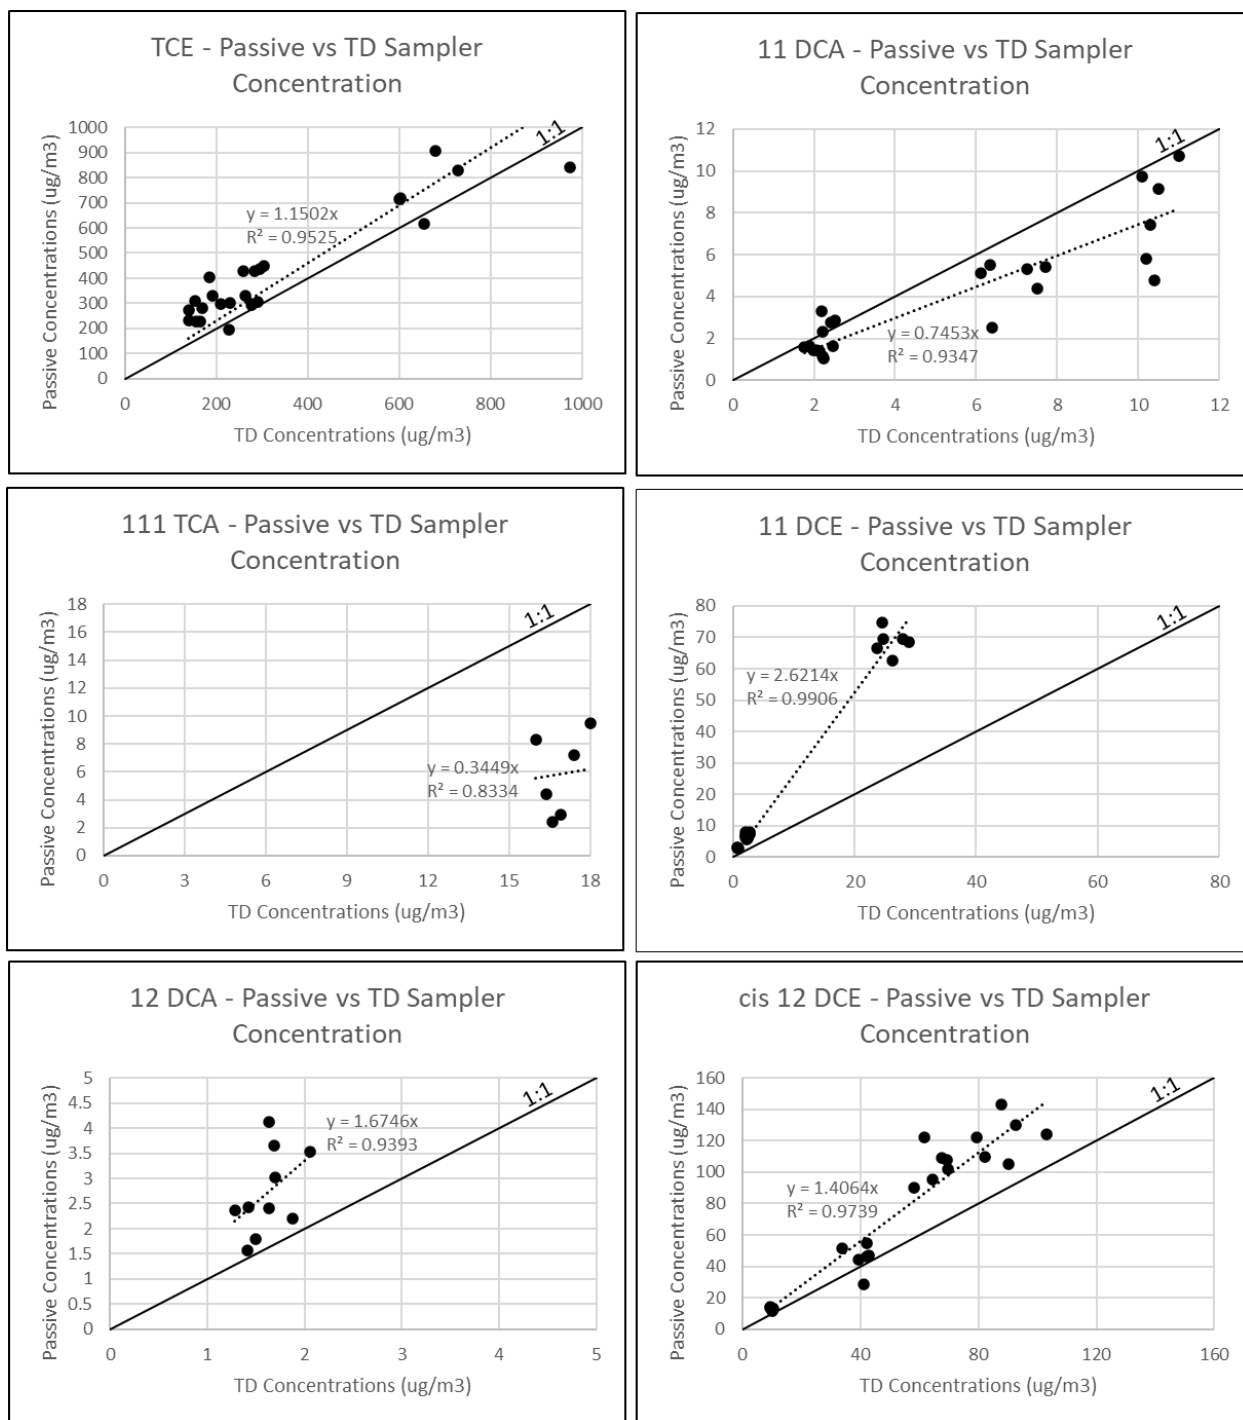 TCE - Passive vs TD Sampler
Concentration
Passive Concentrations (ug/m3)
1000
900
800
700
600
500
400
300
200
100
0
1:1
y = 1.1502x
R² = 0.9525
0 200 400 600 800 1000
TD Concentrations (ug/m3)
11 DCA - Passive vs TD Sampler
Concentration
Passive Concentrations (ug/m3)
12
10
8
6
4
2
0
1:1
y = 0.7453x
R² = 0.9347
0 2 4 6 8 10 12
TD Concentrations (ug/m3)
111 TCA - Passive vs TD Sampler
Concentration
Passive Concentrations (ug/m3)
18
16
14
12
10
8
6
4
2
0
1:1
y = 0.3449x
R² = 0.8334
0 3 6 9 12 15 18
TD Concentrations (ug/m3)
11 DCE - Passive vs TD Sampler
Concentration
Passive Concentrations (ug/m3)
80
70
60
50
40
30
20
10
0
1:1
y = 2.6214x
R² = 0.9906
0 20 40 60 80
TD Concentrations (ug/m3)
12 DCA - Passive vs TD Sampler
Concentration
Passive Concentrations (ug/m3)
5
4.5
4
3.5
3
2.5
2
1.5
1
0.5
0
1:1
y = 1.6746x
R² = 0.9393
0 1 2 3 4 5
TD Concentrations (ug/m3)
cis 12 DCE - Passive vs TD Sampler
Concentration
Passive Concentrations (ug/m3)
160
140
120
100
80
60
40
20
0
1:1
y = 1.4064x
R² = 0.9739
0 40 80 120 160
TD Concentrations (ug/m3)